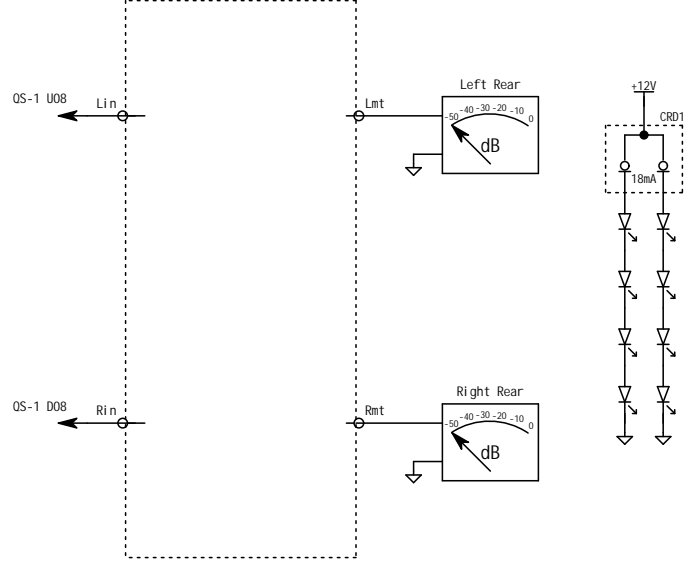 Left Rear
-50 -40 -30 -20 -10 0
dB
QS-1 U08
Lin
Lmt
+12V
CRD1
18mA
Right Rear
-50 -40 -30 -20 -10 0
dB
QS-1 D08
Rin
Rmt